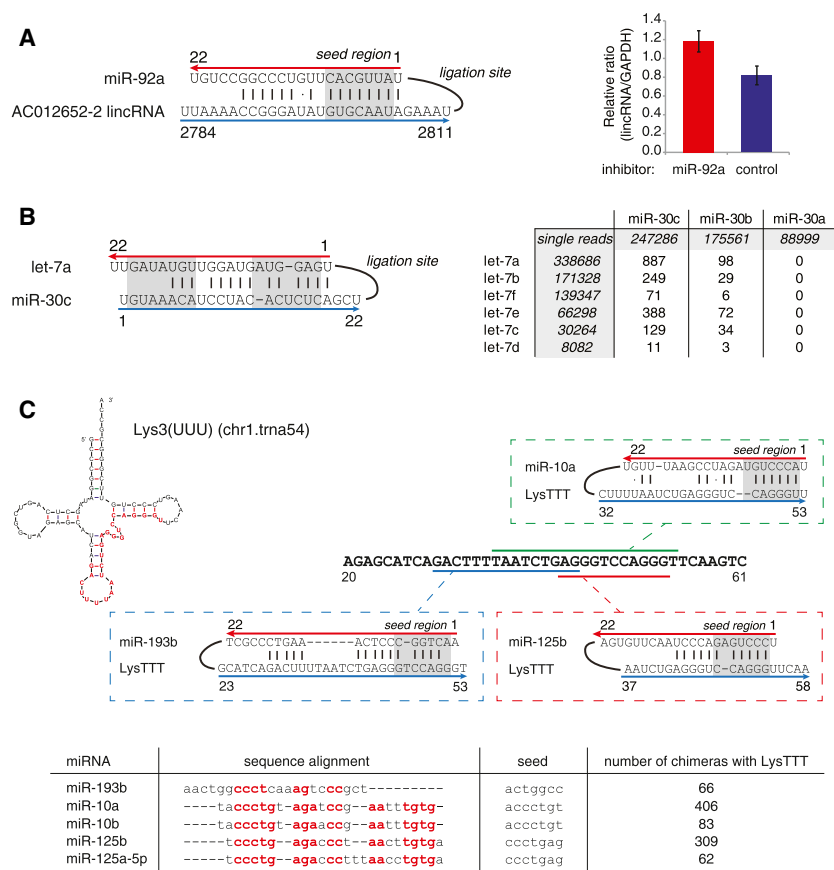 A
22 seed region 1
miR-92a UGUCCGGCCCUGUUCACGUUAU ligation site
AC012652-2 lincRNA UUAAAACCGGGAUAUGUGCAAUAGAAAU
2784 2811
Relative ratio
(lincRNA/GAPDH)
1.4
1.2
1.0
0.8
0.6
0.4
0.2
0.0
inhibitor: miR-92a control
B
22 1
let-7a UUGAUAUGUUGGAUGAUG-GAGU ligation site
miR-30c UGUAAACAUCCUAC-ACUCUCAGCU
1 22
miR-30c miR-30b miR-30a
single reads 247286 175561 88999
let-7a 338686 887 98 0
let-7b 171328 249 29 0
let-7f 139347 71 6 0
let-7e 66298 388 72 0
let-7c 30264 129 34 0
let-7d 8082 11 3 0
C
Lys3(UUU) (chr1.trna54)
3'
5'
22 seed region 1
miR-10a UGUU-UAAGCCUAGAUGUCCCAU
LysTTT CUUUUAAUCUGAGGGUC--CAGGGUU
32 53
AGAGCATCAGACTTTTAATCTGAGGGTCCAGGGTTCAAGTC
20 61
22 seed region 1
miR-193b UCGCCCUGAA------ACUCCC-GGUCAA
LysTTT GCAUCAGACUUUUAAUCUGAGGGUCCAGGGU
23 53
22 seed region 1
miR-125b AGUGUUCAAUCCCAGAGUCCCU
LysTTT AAUCUGAGGGUC-CAGGGUUCAA
37 58
miRNA sequence alignment seed number of chimeras with LysTTT
miR-193b aactggccctcaaagtcccgct--------- actggcc 66
miR-10a ----taccctgt-agatccg--aatttgtg- accctgt 406
miR-10b ----taccctgt-agaaccg--aatttgtg- accctgt 83
miR-125b -----tccctg--agaccctaacttgtga ccctgag 309
miR-125a-5p -----tccctg--agaccctttaacctgtga ccctgag 62